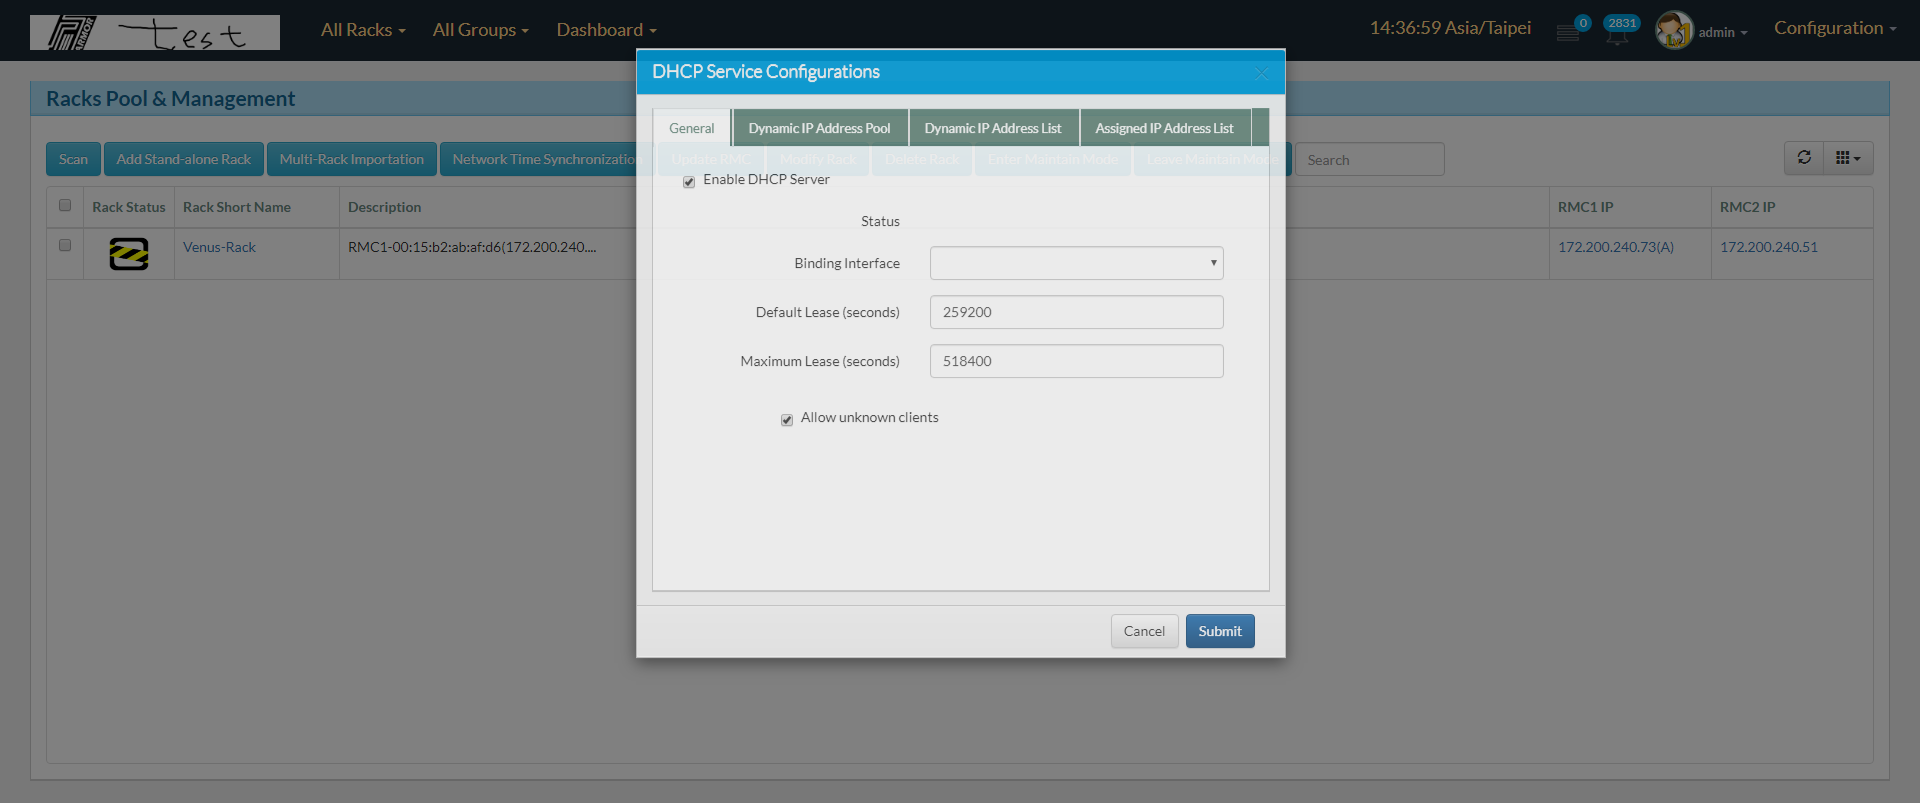 ARMOR test All Racks All Groups Dashboard 14:36:59 Asia/Taipei 0 2831 admin Configuration
Racks Pool & Management
DHCP Service Configurations ×
General Dynamic IP Address Pool Dynamic IP Address List Assigned IP Address List
Scan Add Stand-alone Rack Multi-Rack Importation Network Time Synchronization Update RMC Modify Rack Delete Rack Enter Maintain Mode Leave Maintain Mode Search
Rack Status Rack Short Name Description RMC1 IP RMC2 IP
Venus-Rack RMC1-00:15:b2:ab:af:d6(172.200.240.... 172.200.240.73(A) 172.200.240.51
Enable DHCP Server
Status
Binding Interface
Default Lease (seconds) 259200
Maximum Lease (seconds) 518400
Allow unknown clients
Cancel Submit